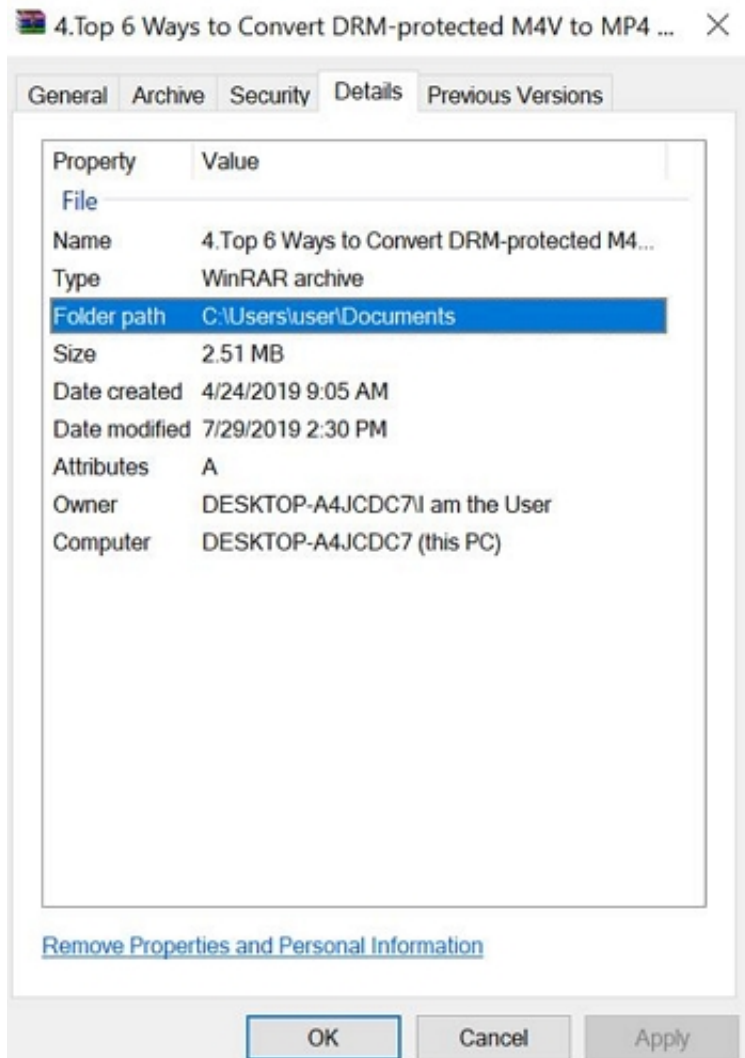 4.Top 6 Ways to Convert DRM-protected M4V to MP4 ...
General Archive Security Details Previous Versions
Property Value
File
Name 4.Top 6 Ways to Convert DRM-protected M4...
Type WinRAR archive
Folder path C:\Users\user\Documents
Size 2.51 MB
Date created 4/24/2019 9:05 AM
Date modified 7/29/2019 2:30 PM
Attributes A
Owner DESKTOP-A4JCDC7\I am the User
Computer DESKTOP-A4JCDC7 (this PC)
Remove Properties and Personal Information
OK Cancel Apply